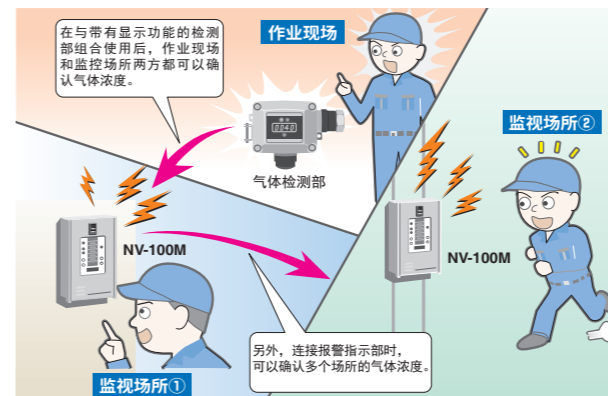 在与带有显示功能的检测
部组合使用后，作业现场
和监控场所两方都可以确
认气体浓度。
作业现场
监视场所②
0040
气体检测部
NV-100M
NV-100M
另外，连接报警指示部时，
可以确认多个场所的气体浓度。
监视场所①